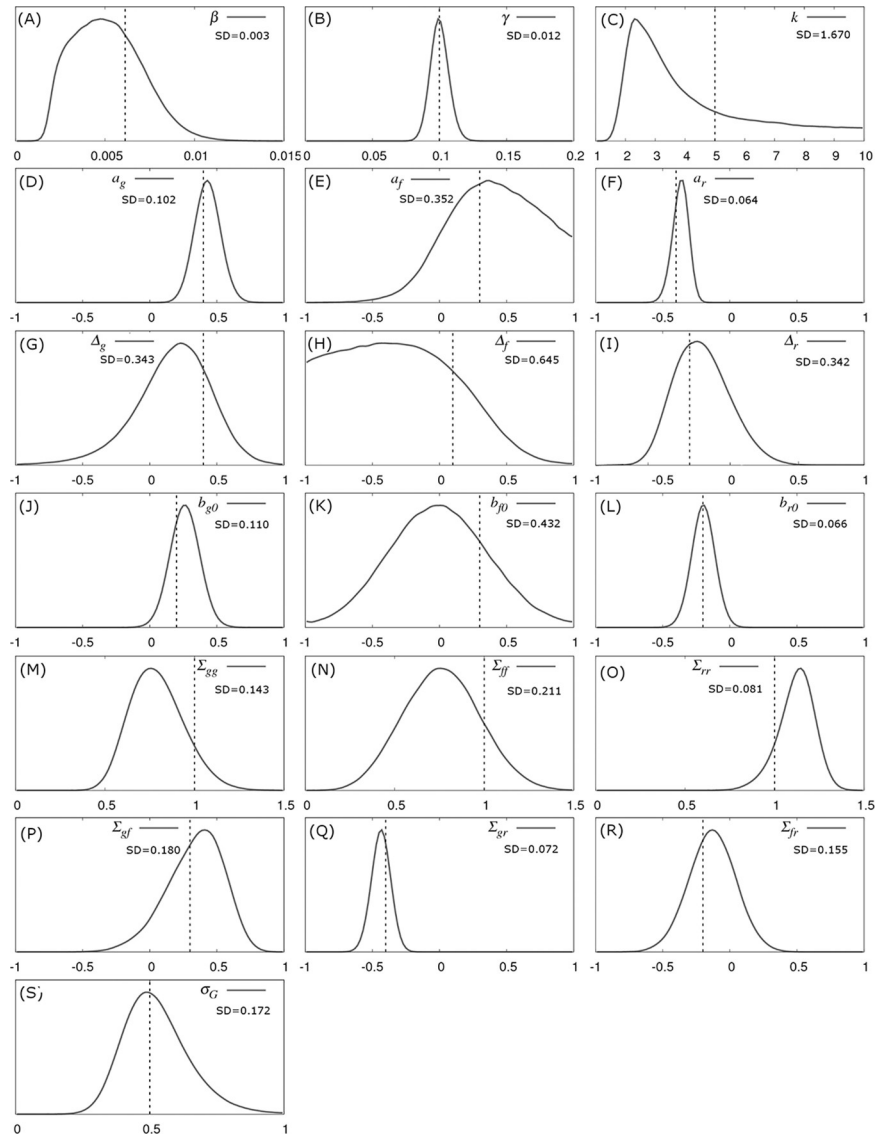 (A) β
SD=0.003
0 0.005 0.010 0.015
(B) γ
SD=0.012
0.0 0.05 0.1 0.15 0.2
(C) k
SD=1.670
1 2 3 4 5 6 7 8 9 10
(D) a_g
SD=0.102
-1 -0.5 0 0.5 1
(E) a_f
SD=0.352
-1 -0.5 0 0.5 1
(F) a_r
SD=0.064
-1 -0.5 0 0.5 1
(G) Δ_g
SD=0.343
-1 -0.5 0 0.5 1
(H) Δ_f
SD=0.645
-1 -0.5 0 0.5 1
(I) Δ_r
SD=0.342
-1 -0.5 0 0.5 1
(J) b_g0
SD=0.110
-1 -0.5 0 0.5 1
(K) b_f0
SD=0.432
-1 -0.5 0 0.5 1
(L) b_r0
SD=0.066
-1 -0.5 0 0.5 1
(M) Σ_gg
SD=0.143
0 0.5 1 1.5
(N) Σ_ff
SD=0.211
0 0.5 1 1.5
(O) Σ_rr
SD=0.081
0 0.5 1 1.5
(P) Σ_gf
SD=0.180
-1 -0.5 0 0.5 1
(Q) Σ_gr
SD=0.072
-1 -0.5 0 0.5 1
(R) Σ_fr
SD=0.155
-1 -0.5 0 0.5 1
(S) σ_G
SD=0.172
0 0.5 1